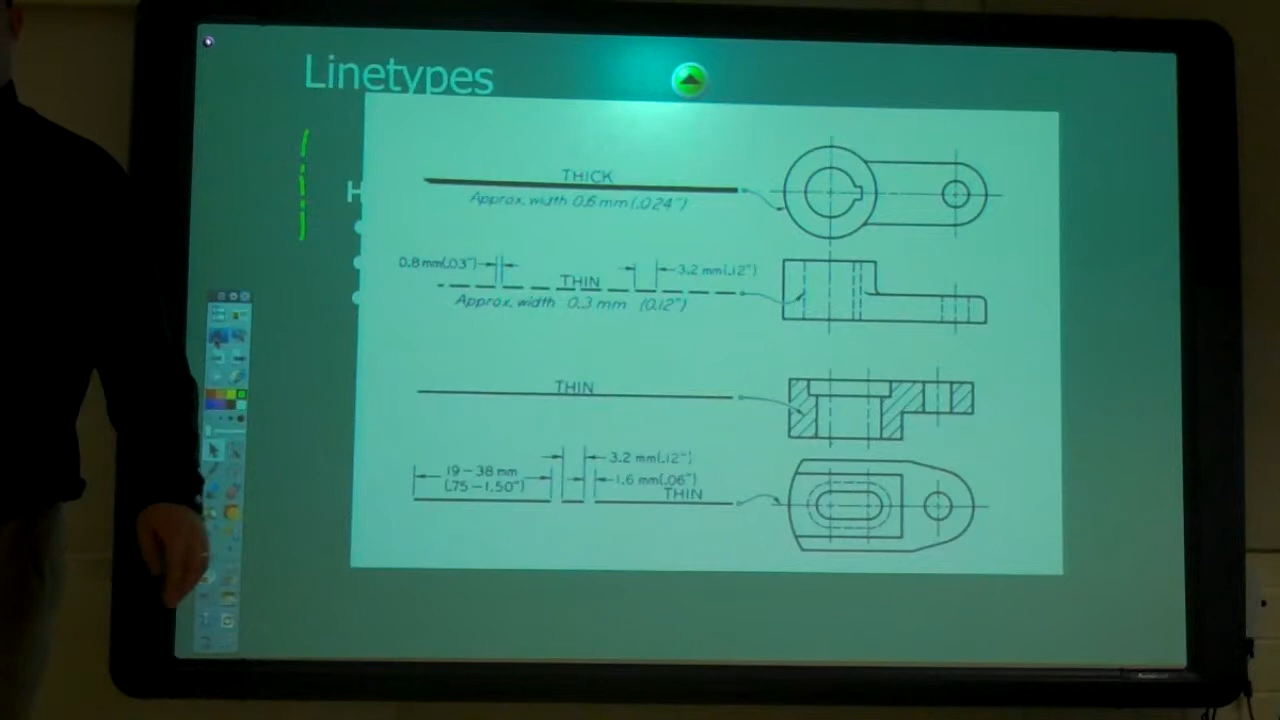 Linetypes
H
THICK
Approx. width 0.6 mm (.024")
0.8 mm(.03") 3.2 mm(.12")
THIN
Approx. width 0.3 mm (0.12")
THIN
3.2 mm(.12")
19 – 38 mm 1.6 mm(.06")
(.75 – 1.50") THIN